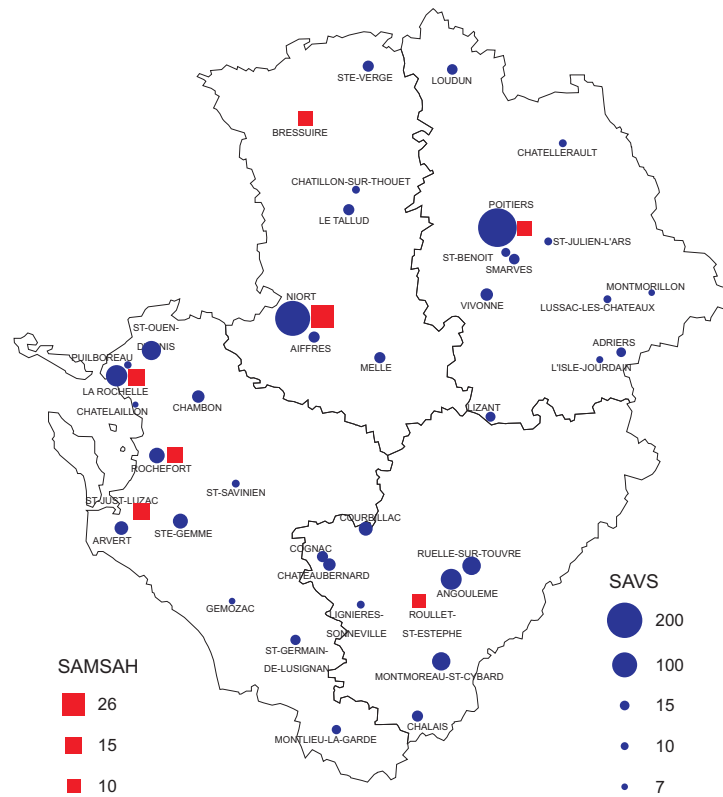 STE-VERGE
LOUDUN
BRESSUIRE
CHATELLERAULT
CHATILLON-SUR-THOUET
LE TALLUD
POITIERS
ST-JULIEN-L'ARS
ST-BENOIT
SMARVES
MONTMORILLON
VIVONNE
LUSSAC-LES-CHATEAUX
NIORT
ST-OUEN-
D'AUNIS
AIFFRES
ADRIERS
PUILBOREAU
L'ISLE-JOURDAIN
MELLE
LA ROCHELLE
CHATELAILLON
CHAMBON
LIZANT
ROCHEFORT
ST-SAVINIEN
ST-JUST-LUZAC
COURBILLAC
ARVERT
STE-GEMME
COGNAC
RUELLE-SUR-TOUVRE
CHATEAUBERNARD
ANGOULEME
GEMOZAC
LIGNIERES-
SONNEVILLE
ROULLET-
ST-ESTEPHE
ST-GERMAIN-
DE-LUSIGNAN
MONTMOREAU-ST-CYBARD
CHALAIS
MONTLIEU-LA-GARDE
SAMSAH
26
15
10
SAVS
200
100
15
10
7